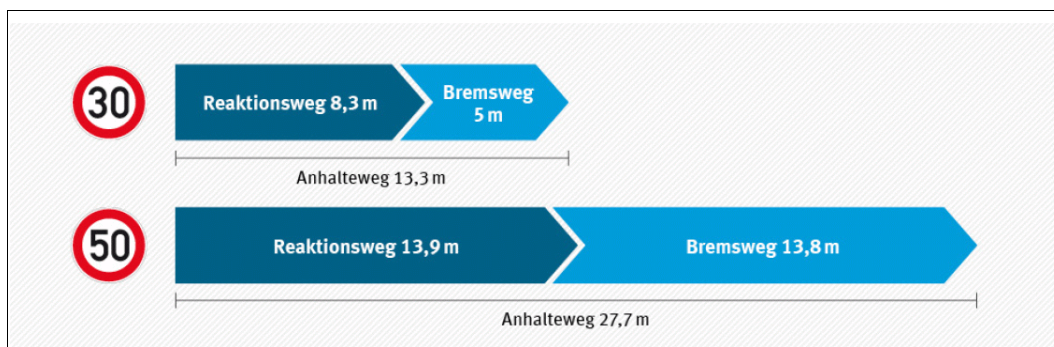 30
Reaktionsweg 8,3 m
Bremsweg
5 m
Anhalteweg 13,3 m
50
Reaktionsweg 13,9 m
Bremsweg 13,8 m
Anhalteweg 27,7 m